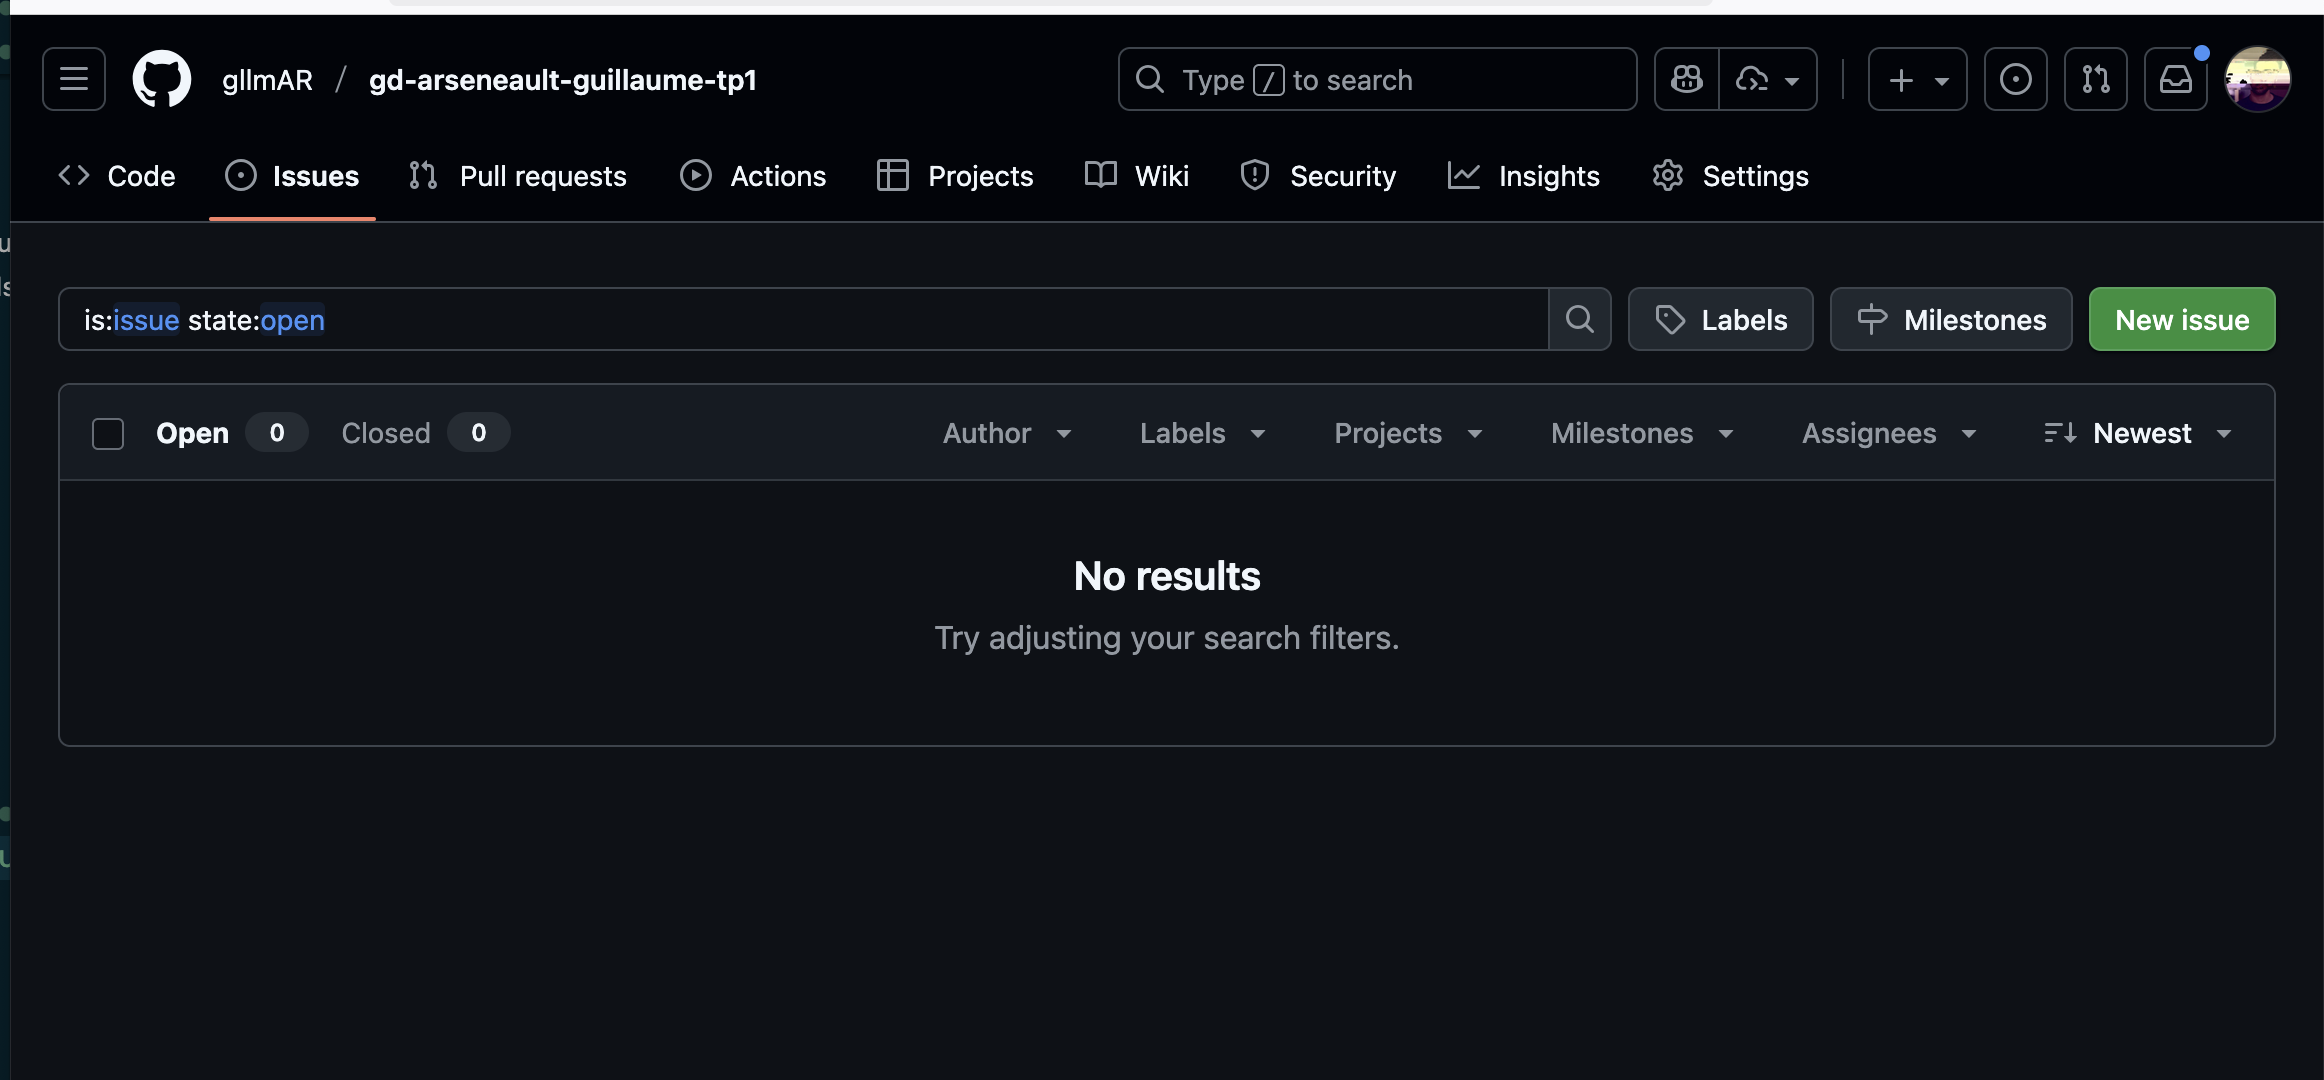 gllmAR / gd-arseneault-guillaume-tp1
Type / to search
Code Issues Pull requests Actions Projects Wiki Security Insights Settings
is:issue state:open
Labels Milestones New issue
Open 0 Closed 0 Author Labels Projects Milestones Assignees Newest
No results
Try adjusting your search filters.